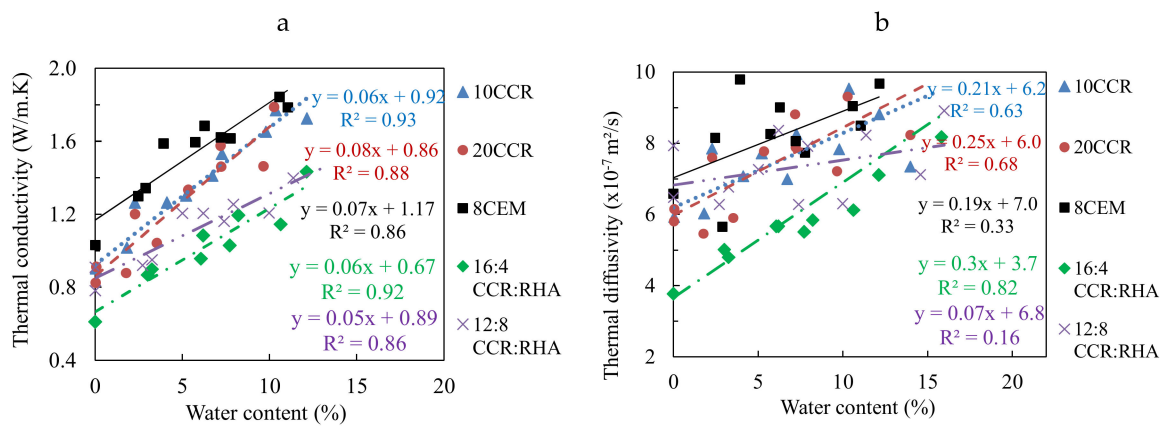 a
Thermal conductivity (W/m.K)
2.0
1.6
1.2
0.8
0.4
0
5
10
15
20
Water content (%)
y = 0.06x + 0.92
R² = 0.93
y = 0.08x + 0.86
R² = 0.88
y = 0.07x + 1.17
R² = 0.86
y = 0.06x + 0.67
R² = 0.92
y = 0.05x + 0.89
R² = 0.86
10CCR
20CCR
8CEM
16:4
CCR:RHA
12:8
CCR:RHA
b
Thermal diffusivity (x10⁻⁷ m²/s)
10
8
6
4
2
0
5
10
15
20
Water content (%)
y = 0.21x + 6.2
R² = 0.63
y = 0.25x + 6.0
R² = 0.68
y = 0.19x + 7.0
R² = 0.33
y = 0.3x + 3.7
R² = 0.82
y = 0.07x + 6.8
R² = 0.16
10CCR
20CCR
8CEM
16:4
CCR:RHA
12:8
CCR:RHA